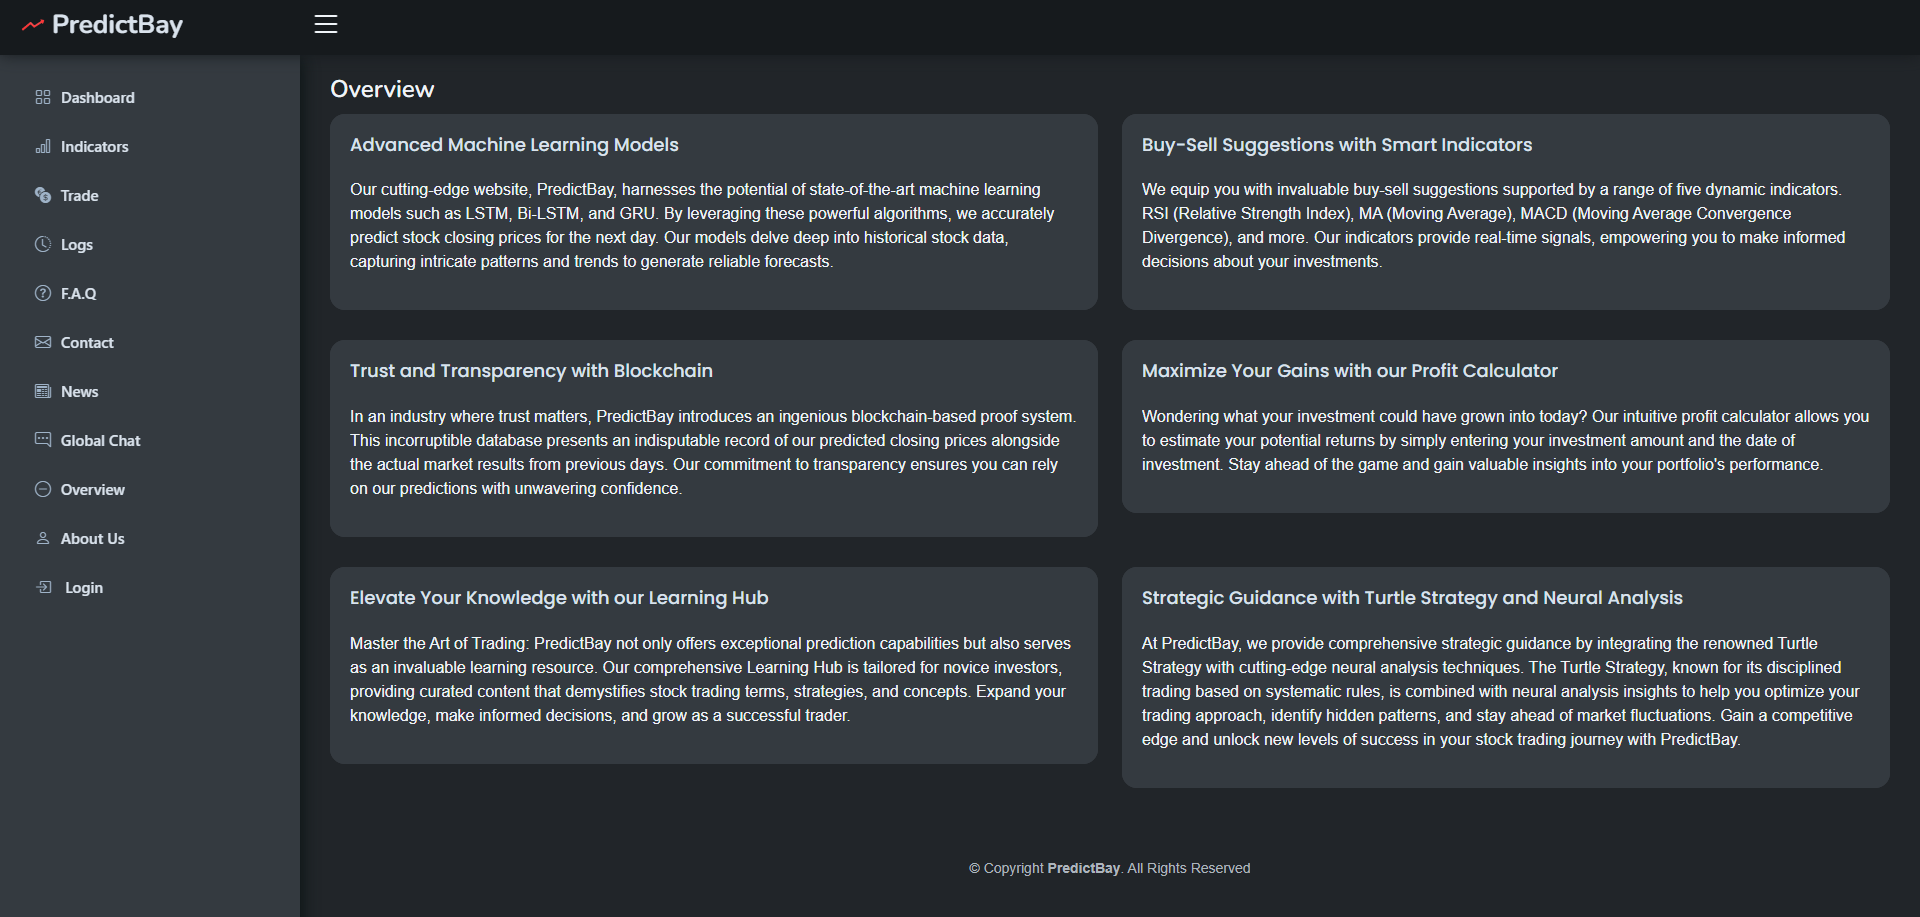 PredictBay
Dashboard
Indicators
Trade
Logs
F.A.Q
Contact
News
Global Chat
Overview
About Us
Login
Overview
Advanced Machine Learning Models
Our cutting-edge website, PredictBay, harnesses the potential of state-of-the-art machine learning
models such as LSTM, Bi-LSTM, and GRU. By leveraging these powerful algorithms, we accurately
predict stock closing prices for the next day. Our models delve deep into historical stock data,
capturing intricate patterns and trends to generate reliable forecasts.
Buy-Sell Suggestions with Smart Indicators
We equip you with invaluable buy-sell suggestions supported by a range of five dynamic indicators.
RSI (Relative Strength Index), MA (Moving Average), MACD (Moving Average Convergence
Divergence), and more. Our indicators provide real-time signals, empowering you to make informed
decisions about your investments.
Trust and Transparency with Blockchain
In an industry where trust matters, PredictBay introduces an ingenious blockchain-based proof system.
This incorruptible database presents an indisputable record of our predicted closing prices alongside
the actual market results from previous days. Our commitment to transparency ensures you can rely
on our predictions with unwavering confidence.
Maximize Your Gains with our Profit Calculator
Wondering what your investment could have grown into today? Our intuitive profit calculator allows you
to estimate your potential returns by simply entering your investment amount and the date of
investment. Stay ahead of the game and gain valuable insights into your portfolio's performance.
Elevate Your Knowledge with our Learning Hub
Master the Art of Trading: PredictBay not only offers exceptional prediction capabilities but also serves
as an invaluable learning resource. Our comprehensive Learning Hub is tailored for novice investors,
providing curated content that demystifies stock trading terms, strategies, and concepts. Expand your
knowledge, make informed decisions, and grow as a successful trader.
Strategic Guidance with Turtle Strategy and Neural Analysis
At PredictBay, we provide comprehensive strategic guidance by integrating the renowned Turtle
Strategy with cutting-edge neural analysis techniques. The Turtle Strategy, known for its disciplined
trading based on systematic rules, is combined with neural analysis insights to help you optimize your
trading approach, identify hidden patterns, and stay ahead of market fluctuations. Gain a competitive
edge and unlock new levels of success in your stock trading journey with PredictBay.
© Copyright PredictBay. All Rights Reserved